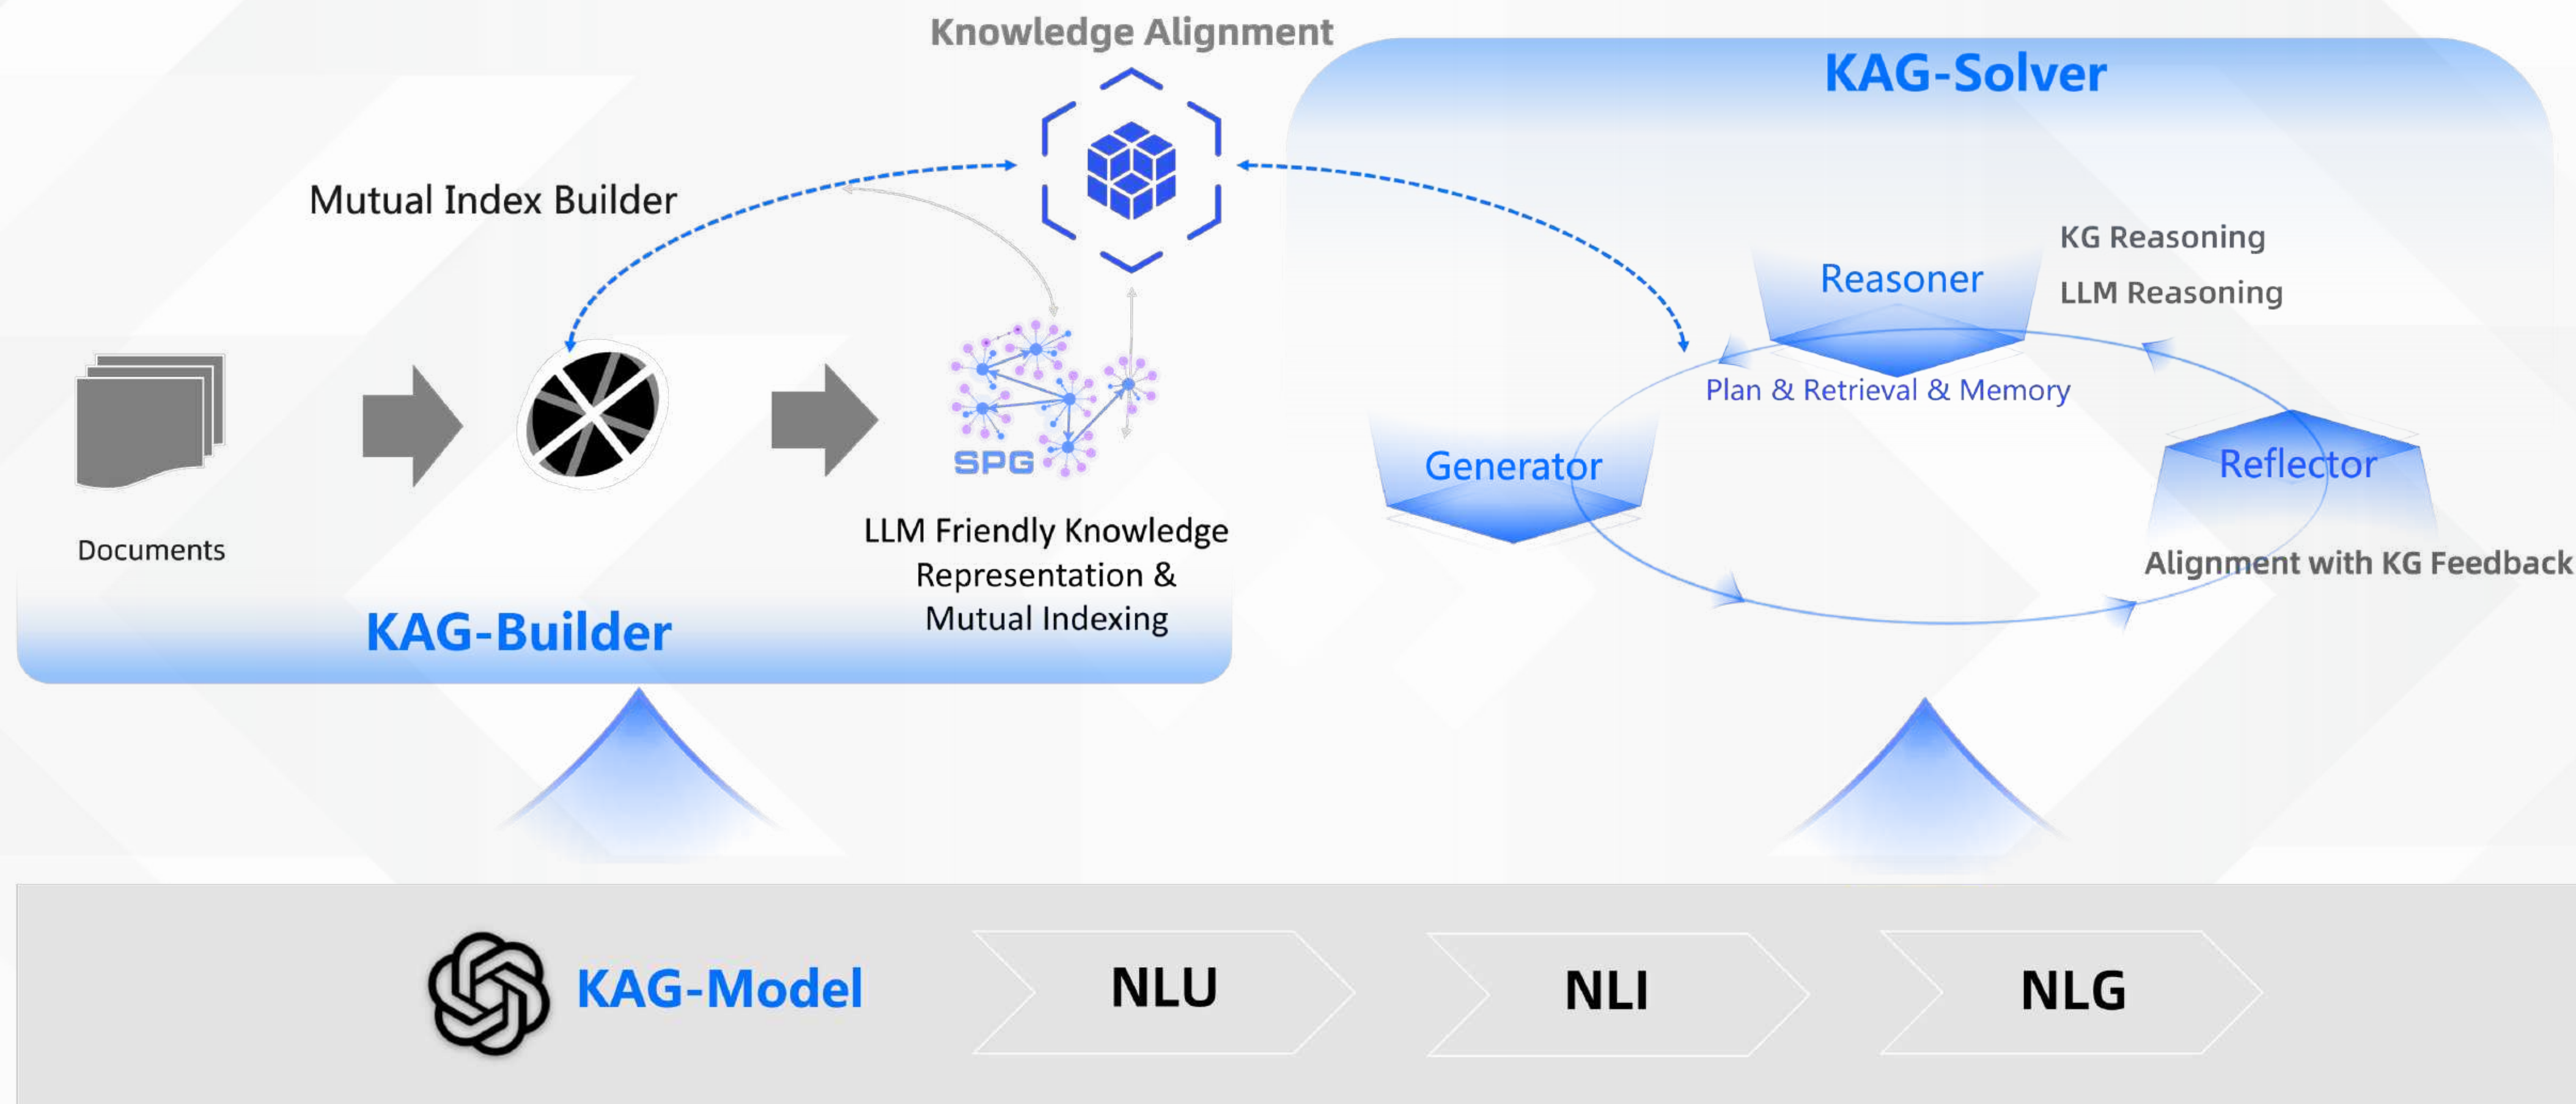 Knowledge Alignment
KAG-Solver
Mutual Index Builder
KG Reasoning
LLM Reasoning
Reasoner
Plan & Retrieval & Memory
Generator
Reflector
Alignment with KG Feedback
SPG
Documents
LLM Friendly Knowledge
Representation &
Mutual Indexing
KAG-Builder
KAG-Model
NLU
NLI
NLG